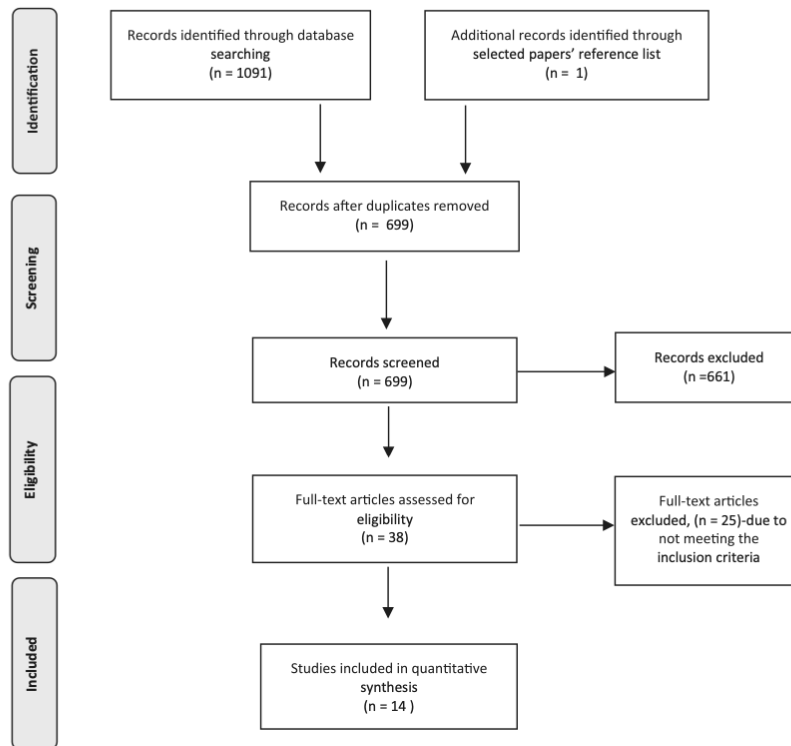 Identification
Records identified through database
searching
(n = 1091)
Additional records identified through
selected papers’ reference list
(n = 1)
Screening
Records after duplicates removed
(n = 699)
Records screened
(n = 699)
Records excluded
(n =661)
Eligibility
Full-text articles assessed for
eligibility
(n = 38)
Full-text articles
excluded, (n = 25)-due to
not meeting the
inclusion criteria
Included
Studies included in quantitative
synthesis
(n = 14 )